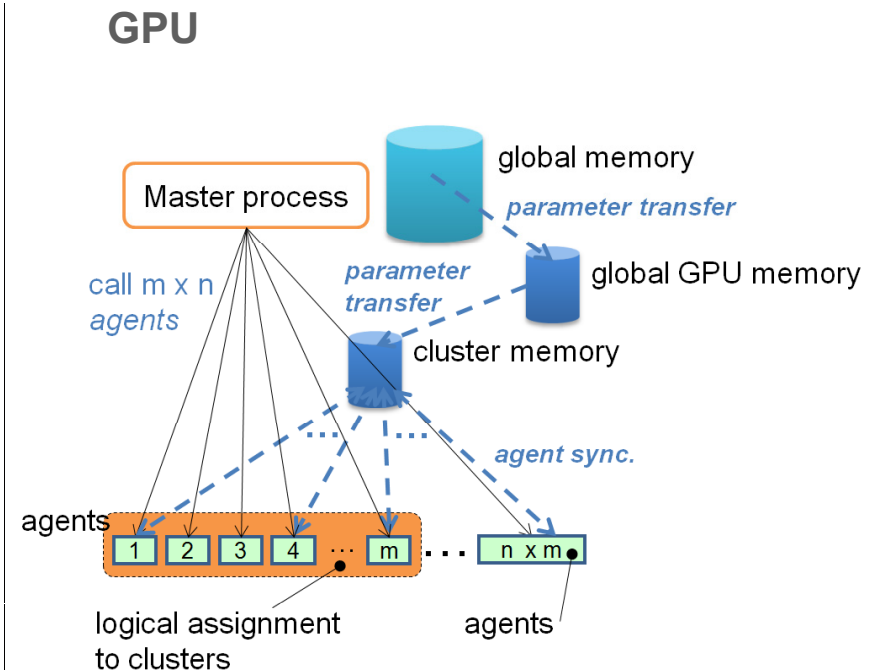 GPU
global memory
Master process
parameter transfer
parameter
transfer
global GPU memory
call m x n
agents
cluster memory
...
...
agent sync.
agents
1
2
3
4
...
m
...
n x m
logical assignment
to clusters
agents